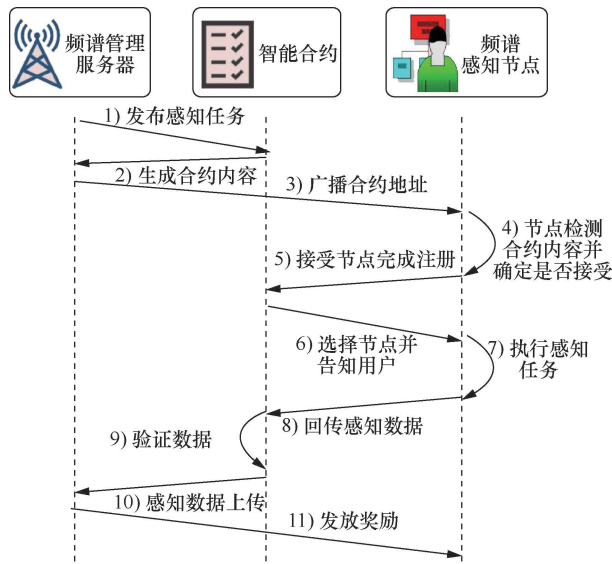 频谱管理
服务器
智能合约
频谱
感知节点
1) 发布感知任务
2) 生成合约内容
3) 广播合约地址
4) 节点检测
合约内容并
确定是否接受
5) 接受节点完成注册
6) 选择节点并
告知用户
7) 执行感知
任务
8) 回传感知数据
9) 验证数据
10) 感知数据上传
11) 发放奖励